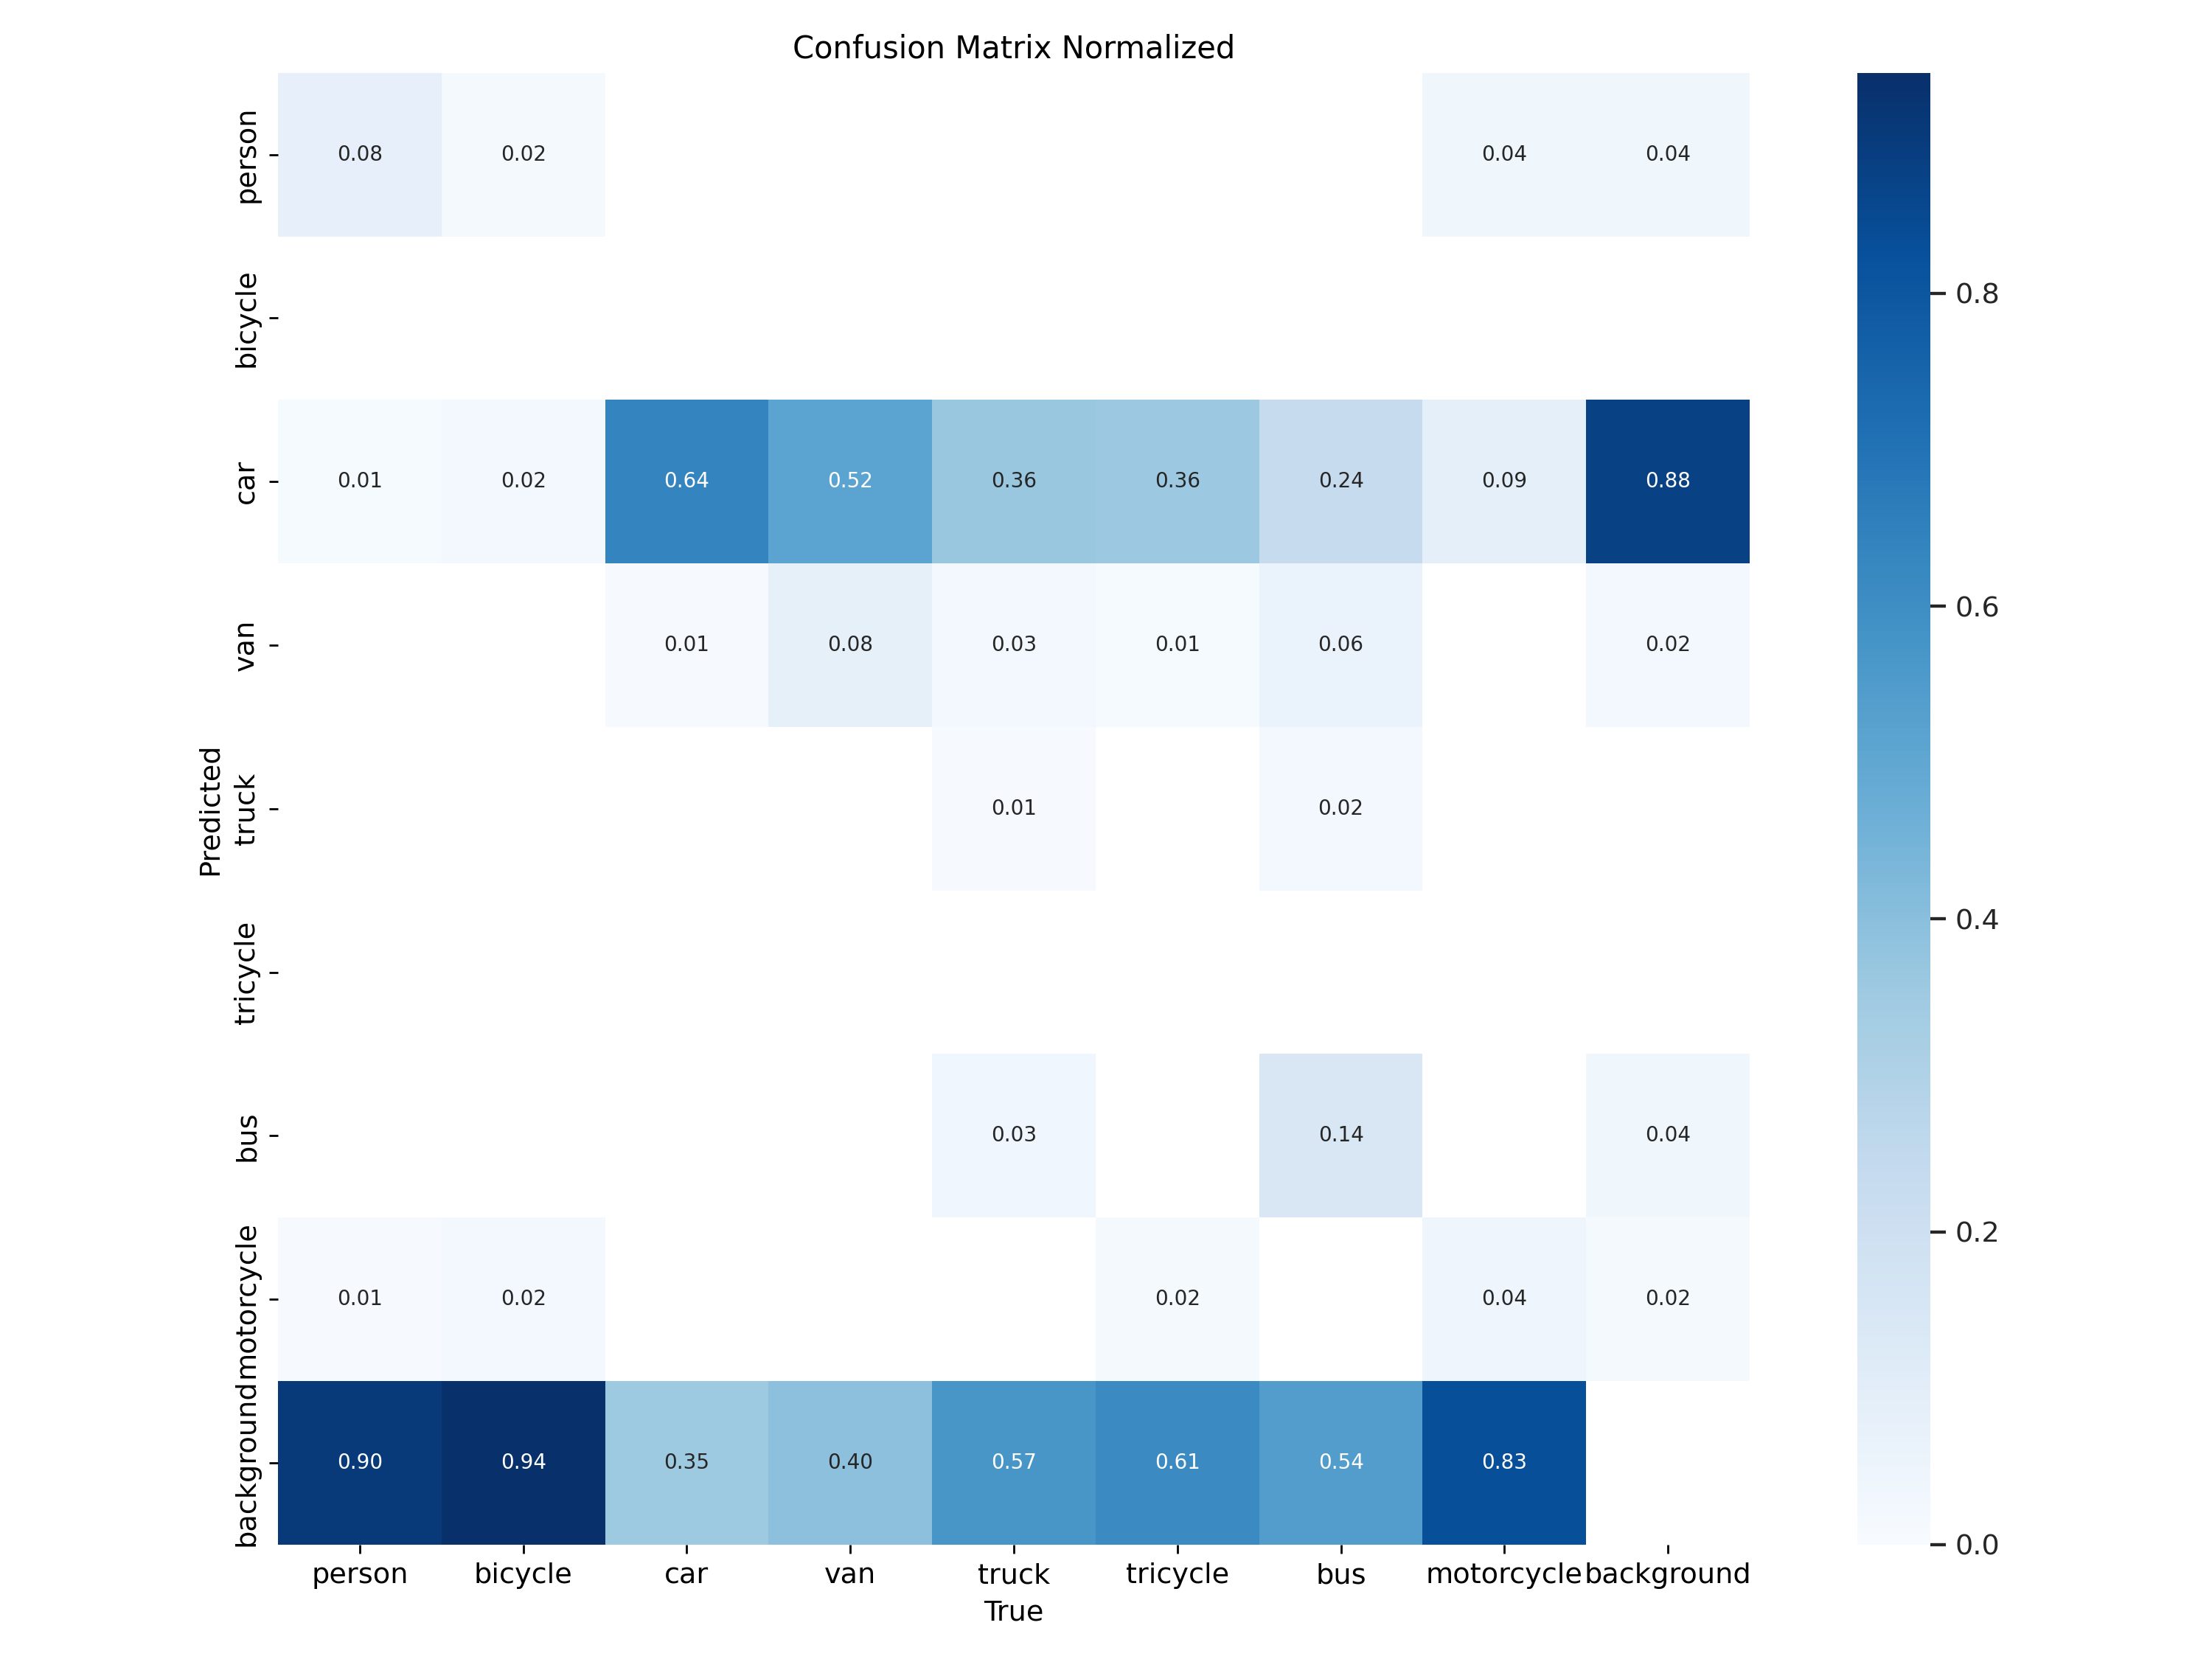 Confusion Matrix Normalized
person
0.08 0.02 0.04 0.04
bicycle
car
0.01 0.02 0.64 0.52 0.36 0.36 0.24 0.09 0.88
van
0.01 0.08 0.03 0.01 0.06 0.02
Predicted
truck
0.01 0.02
tricycle
bus
0.03 0.14 0.04
motorcycle
0.01 0.02 0.02 0.04 0.02
background
0.90 0.94 0.35 0.40 0.57 0.61 0.54 0.83
person bicycle car van truck tricycle bus motorcycle background
True
0.8
0.6
0.4
0.2
0.0